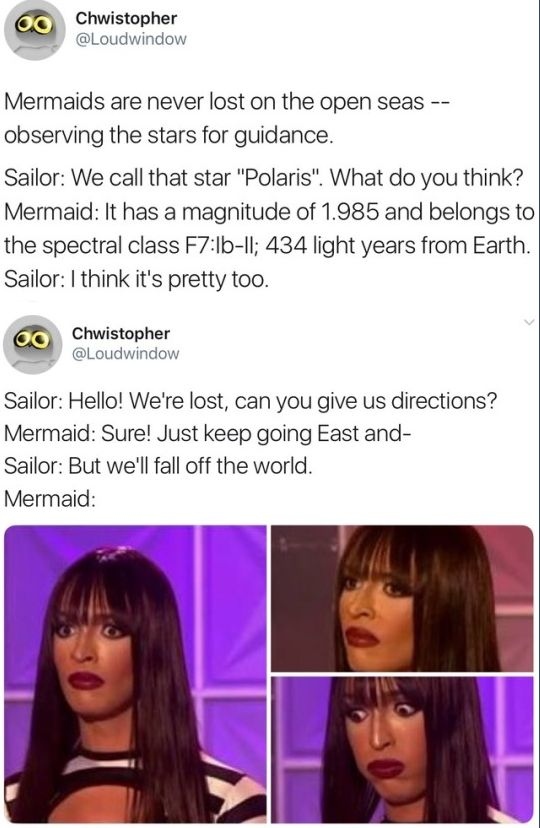 Chwistopher
@Loudwindow
Mermaids are never lost on the open seas --
observing the stars for guidance.
Sailor: We call that star "Polaris". What do you think?
Mermaid: It has a magnitude of 1.985 and belongs to
the spectral class F7:Ib-II; 434 light years from Earth.
Sailor: I think it's pretty too.
Chwistopher
@Loudwindow
Sailor: Hello! We're lost, can you give us directions?
Mermaid: Sure! Just keep going East and-
Sailor: But we'll fall off the world.
Mermaid: